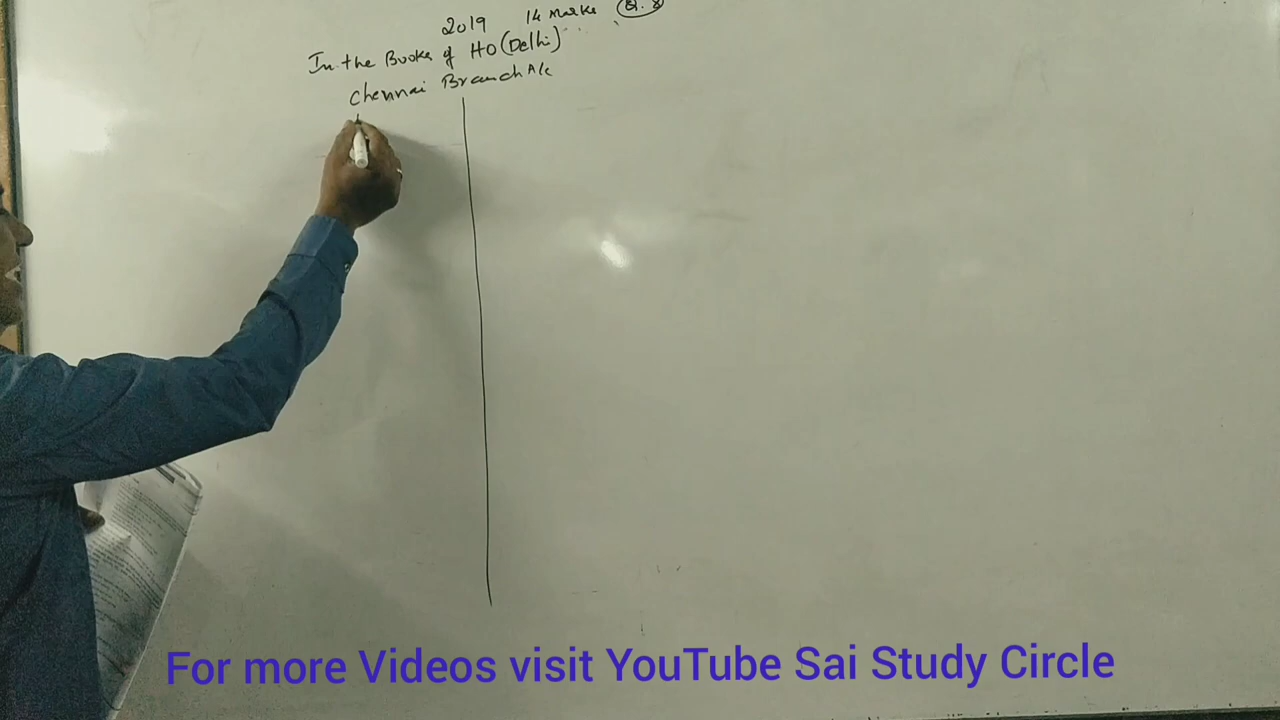 2019 14 Marks Q.8
In the Books of HO (Delhi)
Chennai Branch A/c
For more Videos visit YouTube Sai Study Circle